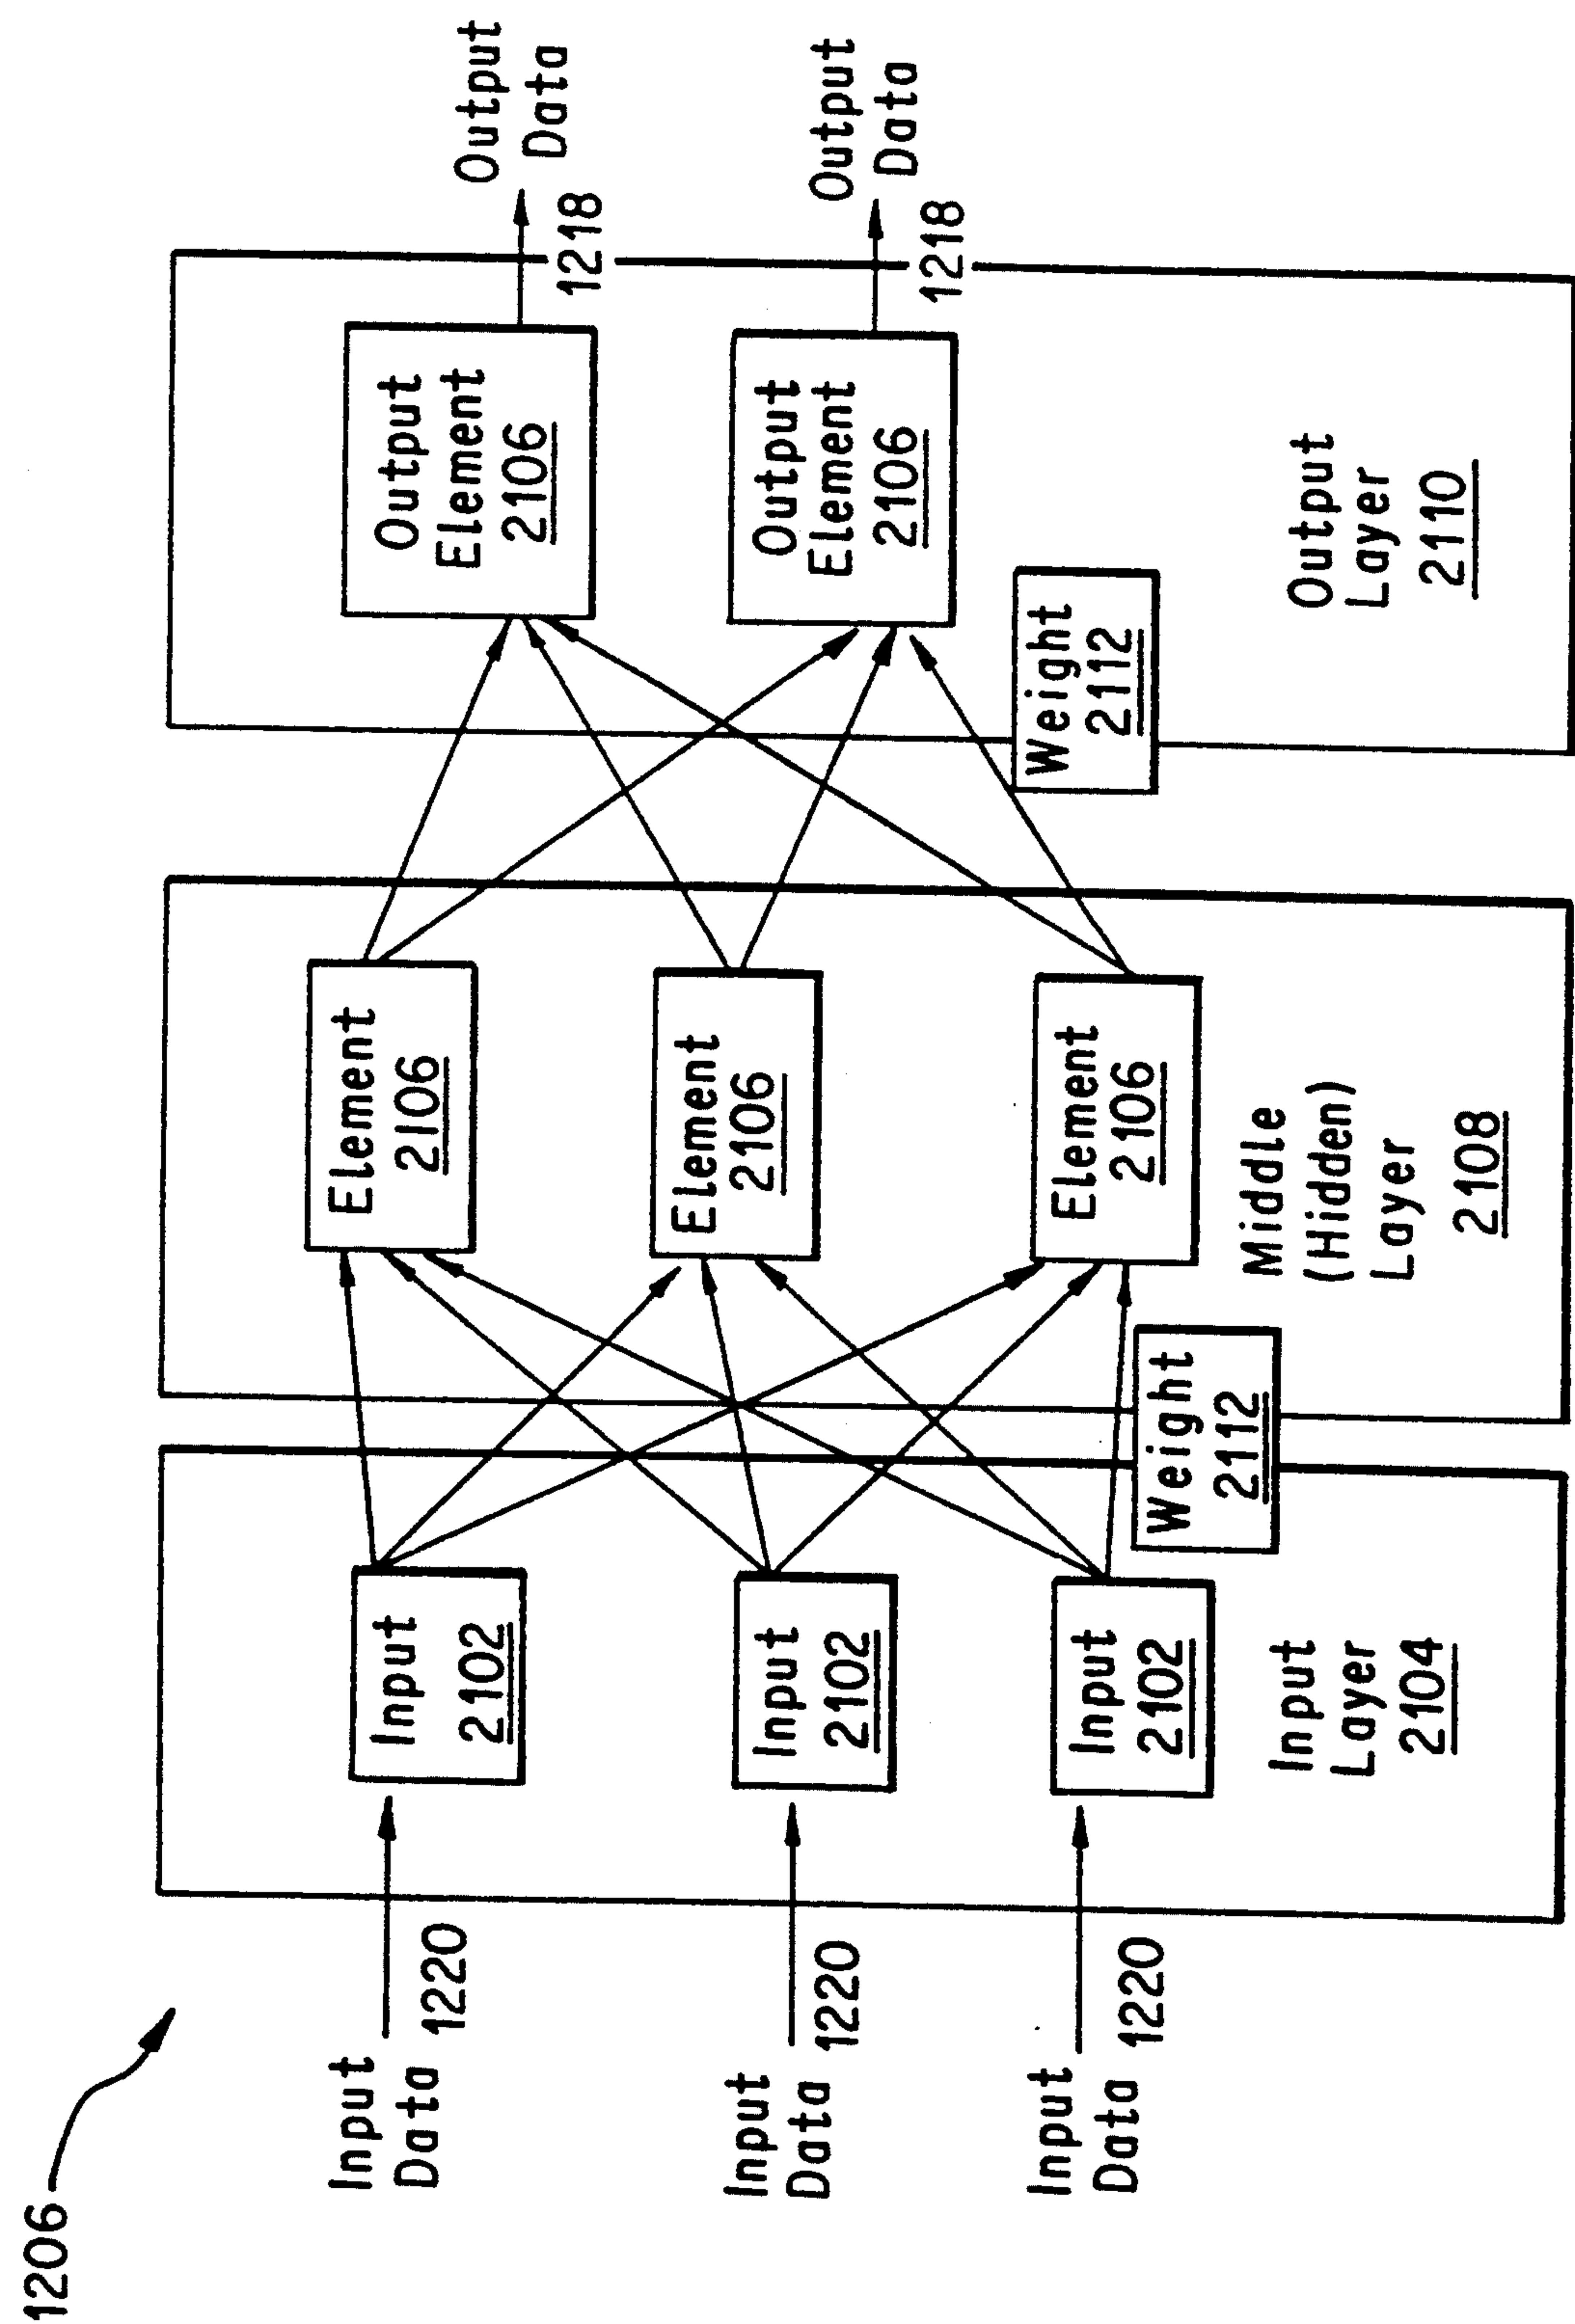 1206
Input
Data 1220
Input
Data 1220
Input
Data 1220
Input
2102
Input
2102
Input
2102
Input
Layer
2104
Weight
2112
Element
2106
Element
2106
Element
2106
Middle
(Hidden)
Layer
2108
Weight
2112
Output
Element
2106
Output
Element
2106
Output
Layer
2110
1218
Output
Data
1218
Output
Data